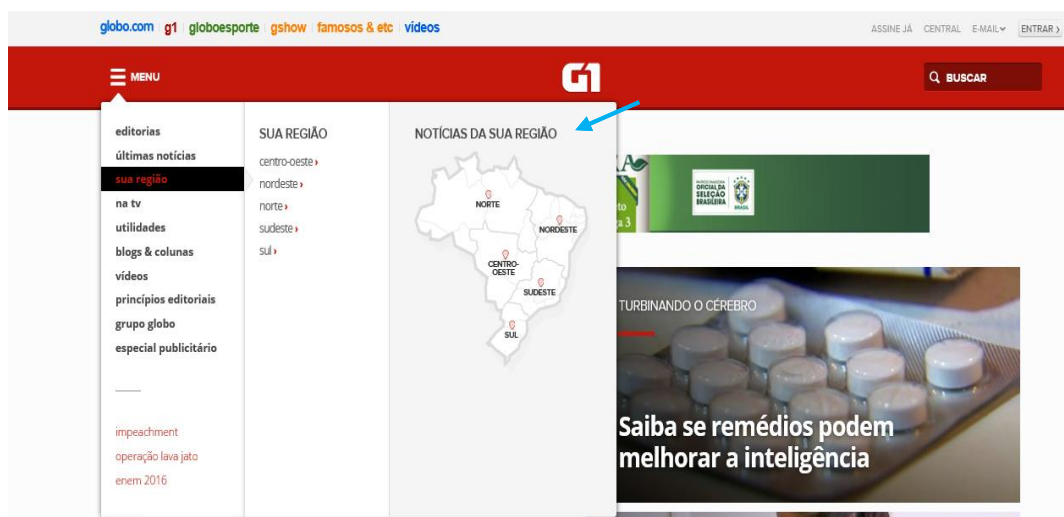 globo.com g1 globoesporte gshow famosos & etc vídeos
ASSINE JÁ CENTRAL E-MAIL ENTRAR
MENU
G1
BUSCAR
editorias
últimas notícias
sua região
na tv
utilidades
blogs & colunas
vídeos
princípios editoriais
grupo globo
especial publicitário
impeachment
operação lava jato
enem 2016
SUA REGIÃO
centro-oeste
nordeste
norte
sudeste
sul
NOTÍCIAS DA SUA REGIÃO
NORTE
NORDESTE
CENTRO-
OESTE
SUDESTE
SUL
OFICIAL DA
SELEÇÃO
BRASILEIRA
BRASIL
TURBINANDO O CÉREBRO
Saiba se remédios podem
melhorar a inteligência